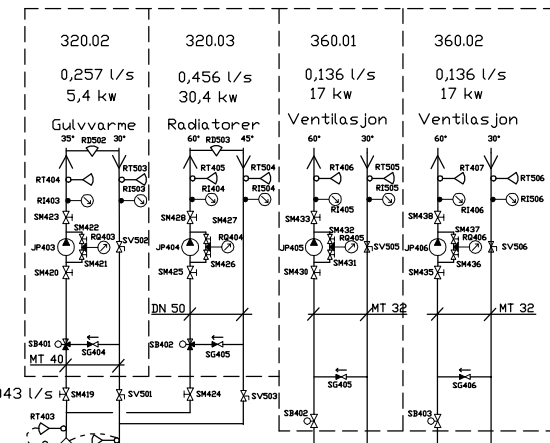 320.02 320.03 360.01 360.02
0,257 l/s 0,456 l/s 0,136 l/s 0,136 l/s
5,4 kw 30,4 kw 17 kw 17 kw
Gulvvarme Radiatorer Ventilasjon Ventilasjon
35° RD502 30° 60° RD503 45° 60° 30° 60° 30°
RT404 RT503 RT405 RT504 RT406 RT505 RT407 RT506
RI403 RI503 RI404 RI504 RI405 RI505 RI406 RI506
SM423 SM422 SM428 SM427 SM433 SM432 SM438 SM437
JP403 RQ403 SV502 JP404 RQ404 JP405 RQ405 SV505 JP406 RQ406 SV506
SM420 SM421 SM425 SM426 SM430 SM431 SM435 SM436
DN 50 MT 32 MT 32
SB401 SG404 SB402 SG405
MT 40
SG405 SG406
043 l/s SM419 SV501 SM424 SV503
RT403 SB402 SB403